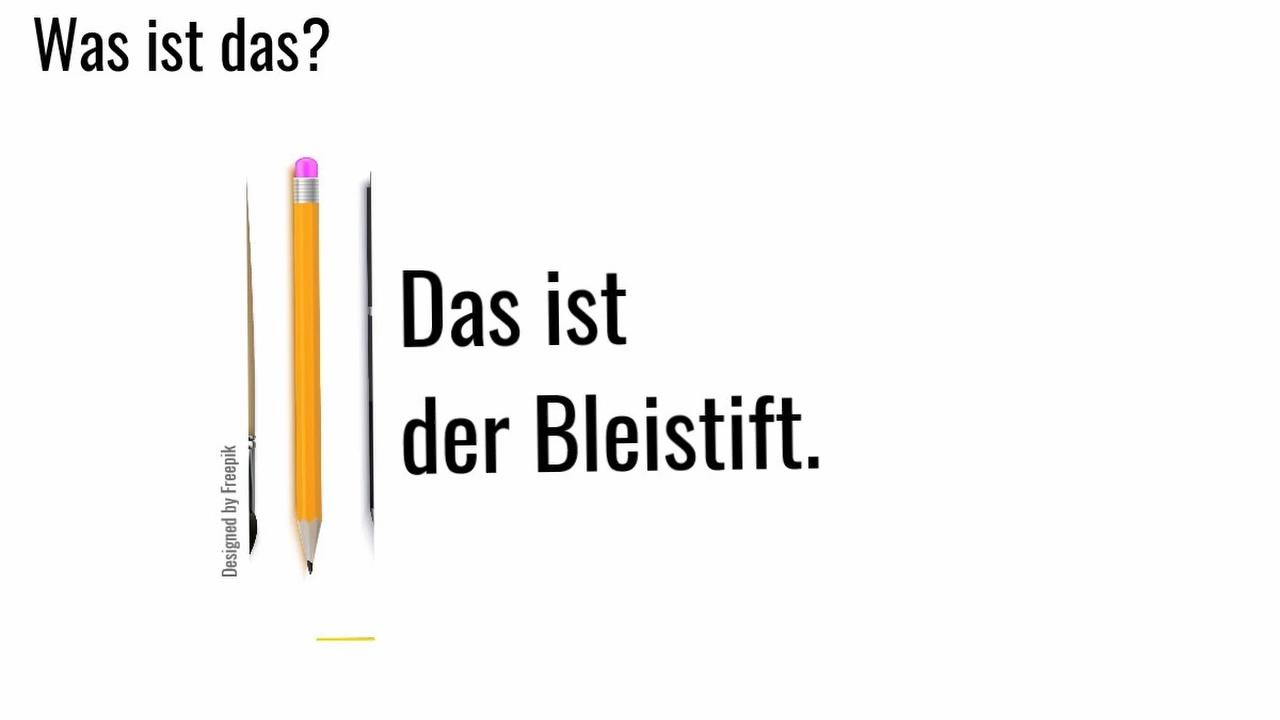 Was ist das?
Das ist
der Bleistift.
Designed by Freepik